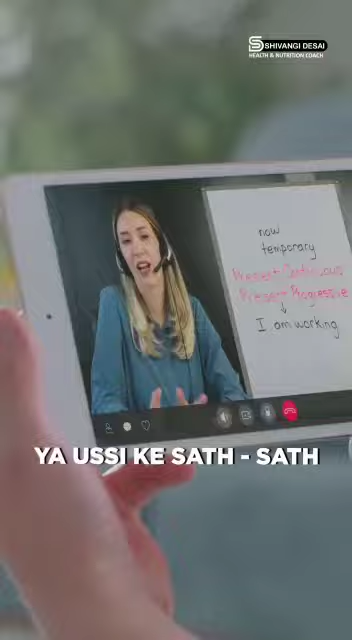 SHIVANGI DESAI
HEALTH & NUTRITION COACH
now
temporary
Present Continuous
Present Progressive
I am working
YA USSI KE SATH - SATH